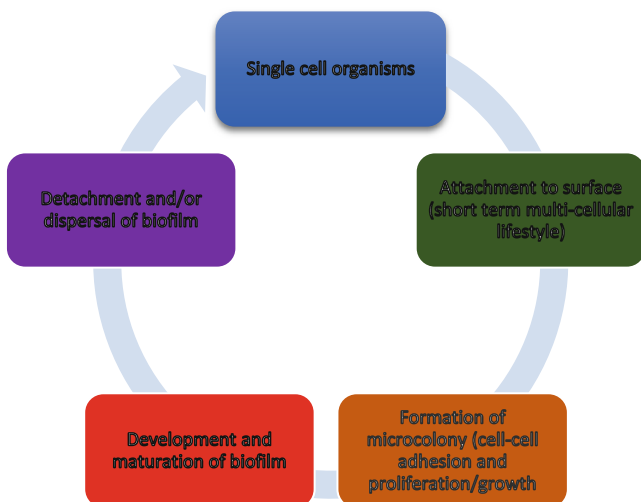 Single cell organisms
Attachment to surface
(short term multi-cellular
lifestyle)
Formation of
microcolony (cell-cell
adhesion and
proliferation/growth
Development and
maturation of biofilm
Detachment and/or
dispersal of biofilm